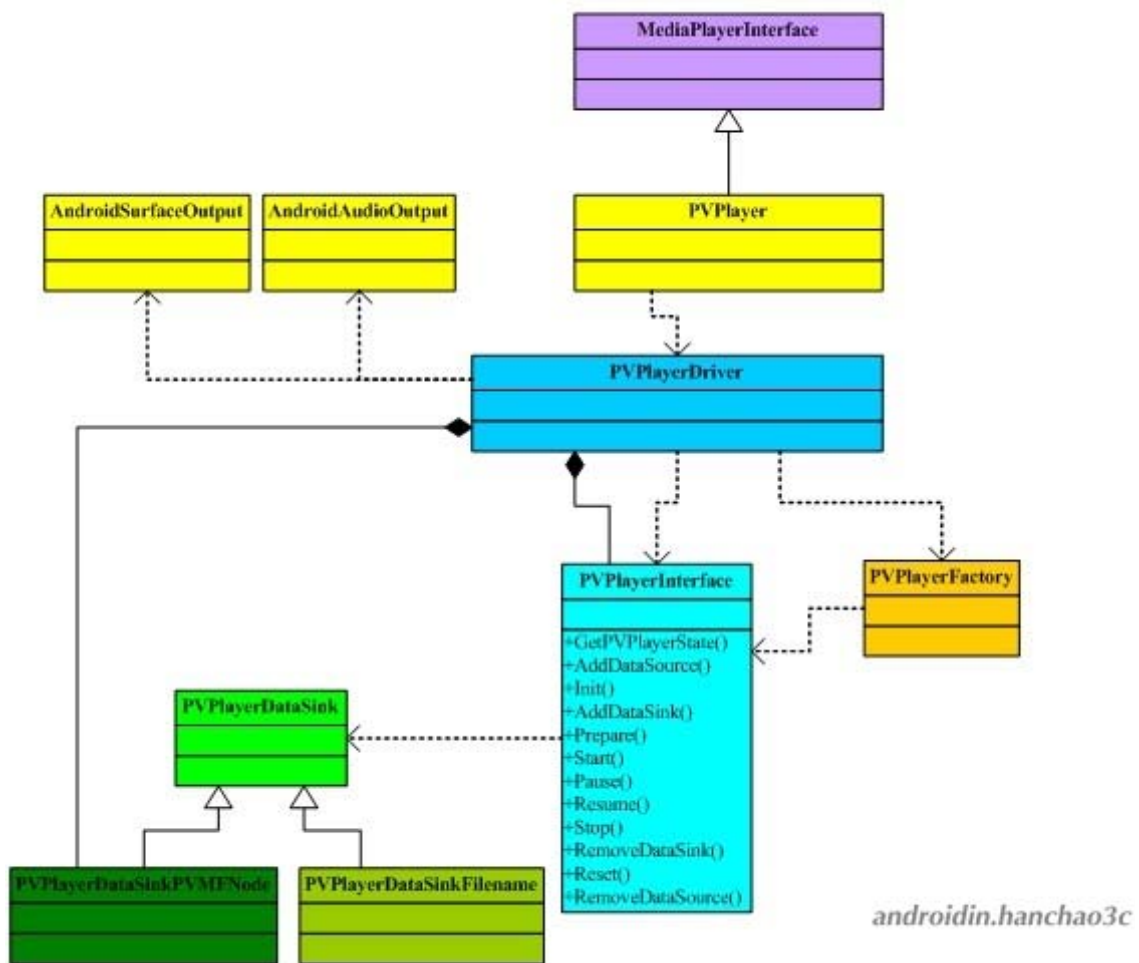 MediaPlayerInterface
AndroidSurfaceOutput
AndroidAudioOutput
PVPlayer
PVPlayerDriver
PVPlayerInterface
+GetPVPlayerState()
+AddDataSource()
+Init()
+AddDataSink()
+Prepare()
+Start()
+Pause()
+Resume()
+Stop()
+RemoveDataSink()
+Reset()
+RemoveDataSource()
PVPlayerFactory
PVPlayerDataSink
PVPlayerDataSinkPVMFNode
PVPlayerDataSinkFilename
androidin.hanchao3c